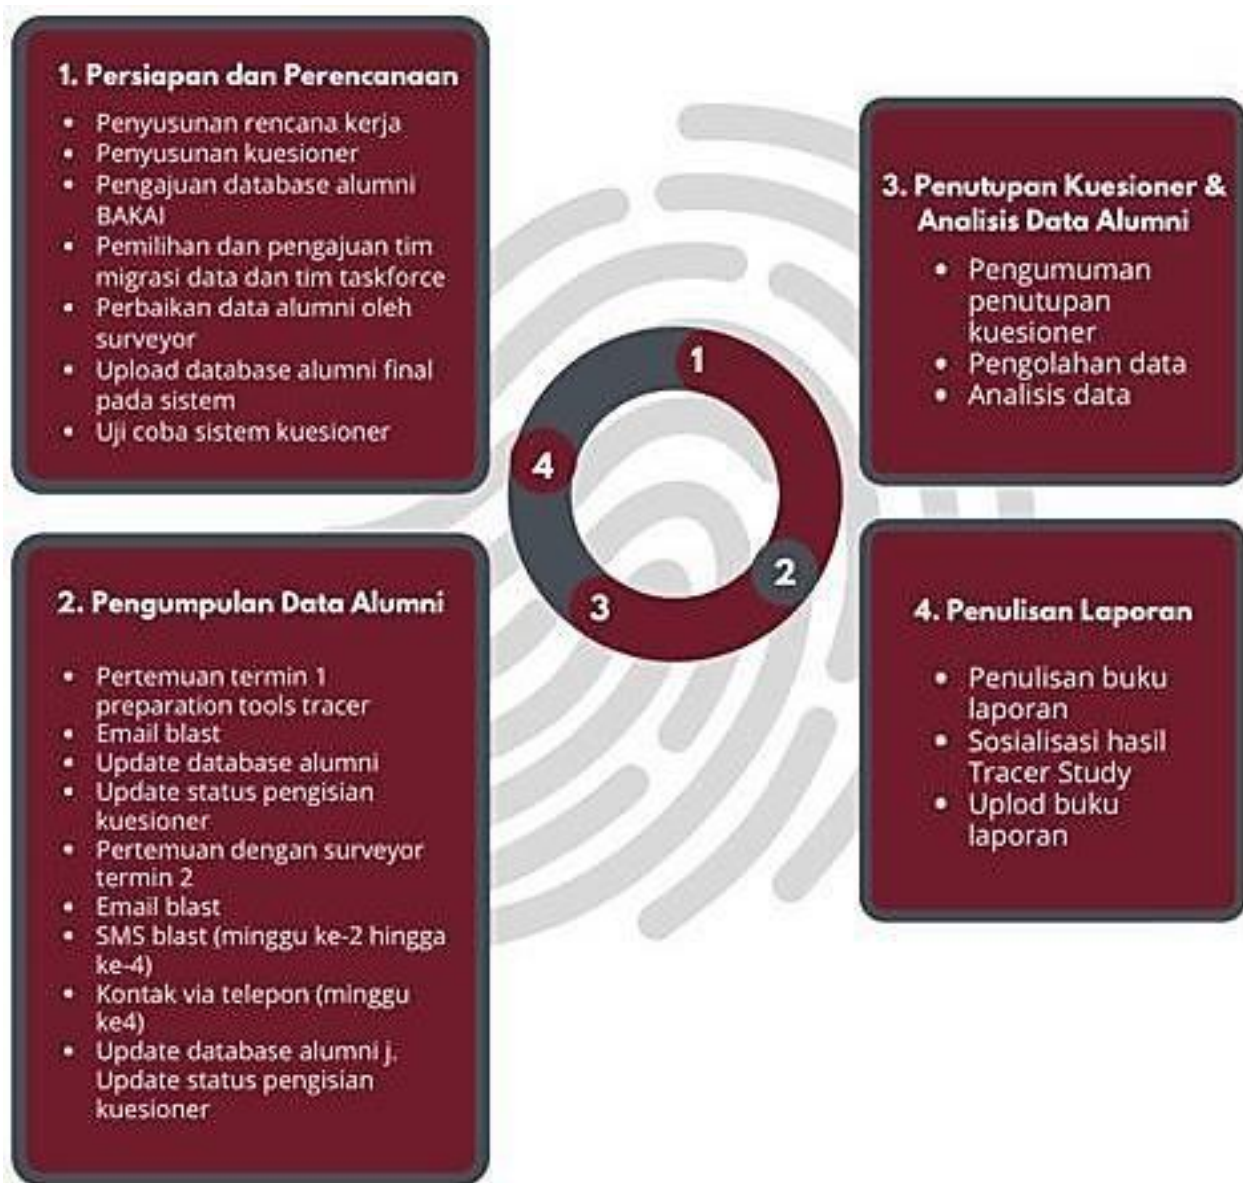 1. Persiapan dan Perencanaan
• Penyusunan rencana kerja
• Penyusunan kuesioner
• Pengajuan database alumni
BAKAI
• Pemilihan dan pengajuan tim
migrasi data dan tim taskforce
• Perbaikan data alumni oleh
surveyor
• Upload database alumni final
pada sistem
• Uji coba sistem kuesioner
2. Pengumpulan Data Alumni
• Pertemuan termin 1
preparation tools tracer
• Email blast
• Update database alumni
• Update status pengisian
kuesioner
• Pertemuan dengan surveyor
termin 2
• Email blast
• SMS blast (minggu ke-2 hingga
ke-4)
• Kontak via telepon (minggu
ke4)
• Update database alumni j.
Update status pengisian
kuesioner
1
2
3
4
3. Penutupan Kuesioner &
Analisis Data Alumni
• Pengumuman
penutupan
kuesioner
• Pengolahan data
• Analisis data
4. Penulisan Laporan
• Penulisan buku
laporan
• Sosialisasi hasil
Tracer Study
• Uplod buku
laporan